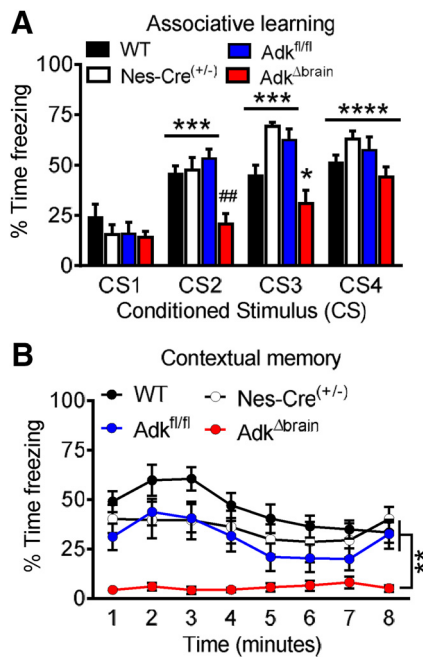 A
Associative learning
WT
Adk^fl/fl
Nes-Cre^(+/-)
Adk^Δbrain
% Time freezing
100
75
50
25
0
***
***
****
##
*
CS1 CS2 CS3 CS4
Conditioned Stimulus (CS)
B
Contextual memory
WT
Nes-Cre^(+/-)
Adk^fl/fl
Adk^Δbrain
% Time freezing
100
75
50
25
0
**
1 2 3 4 5 6 7 8
Time (minutes)